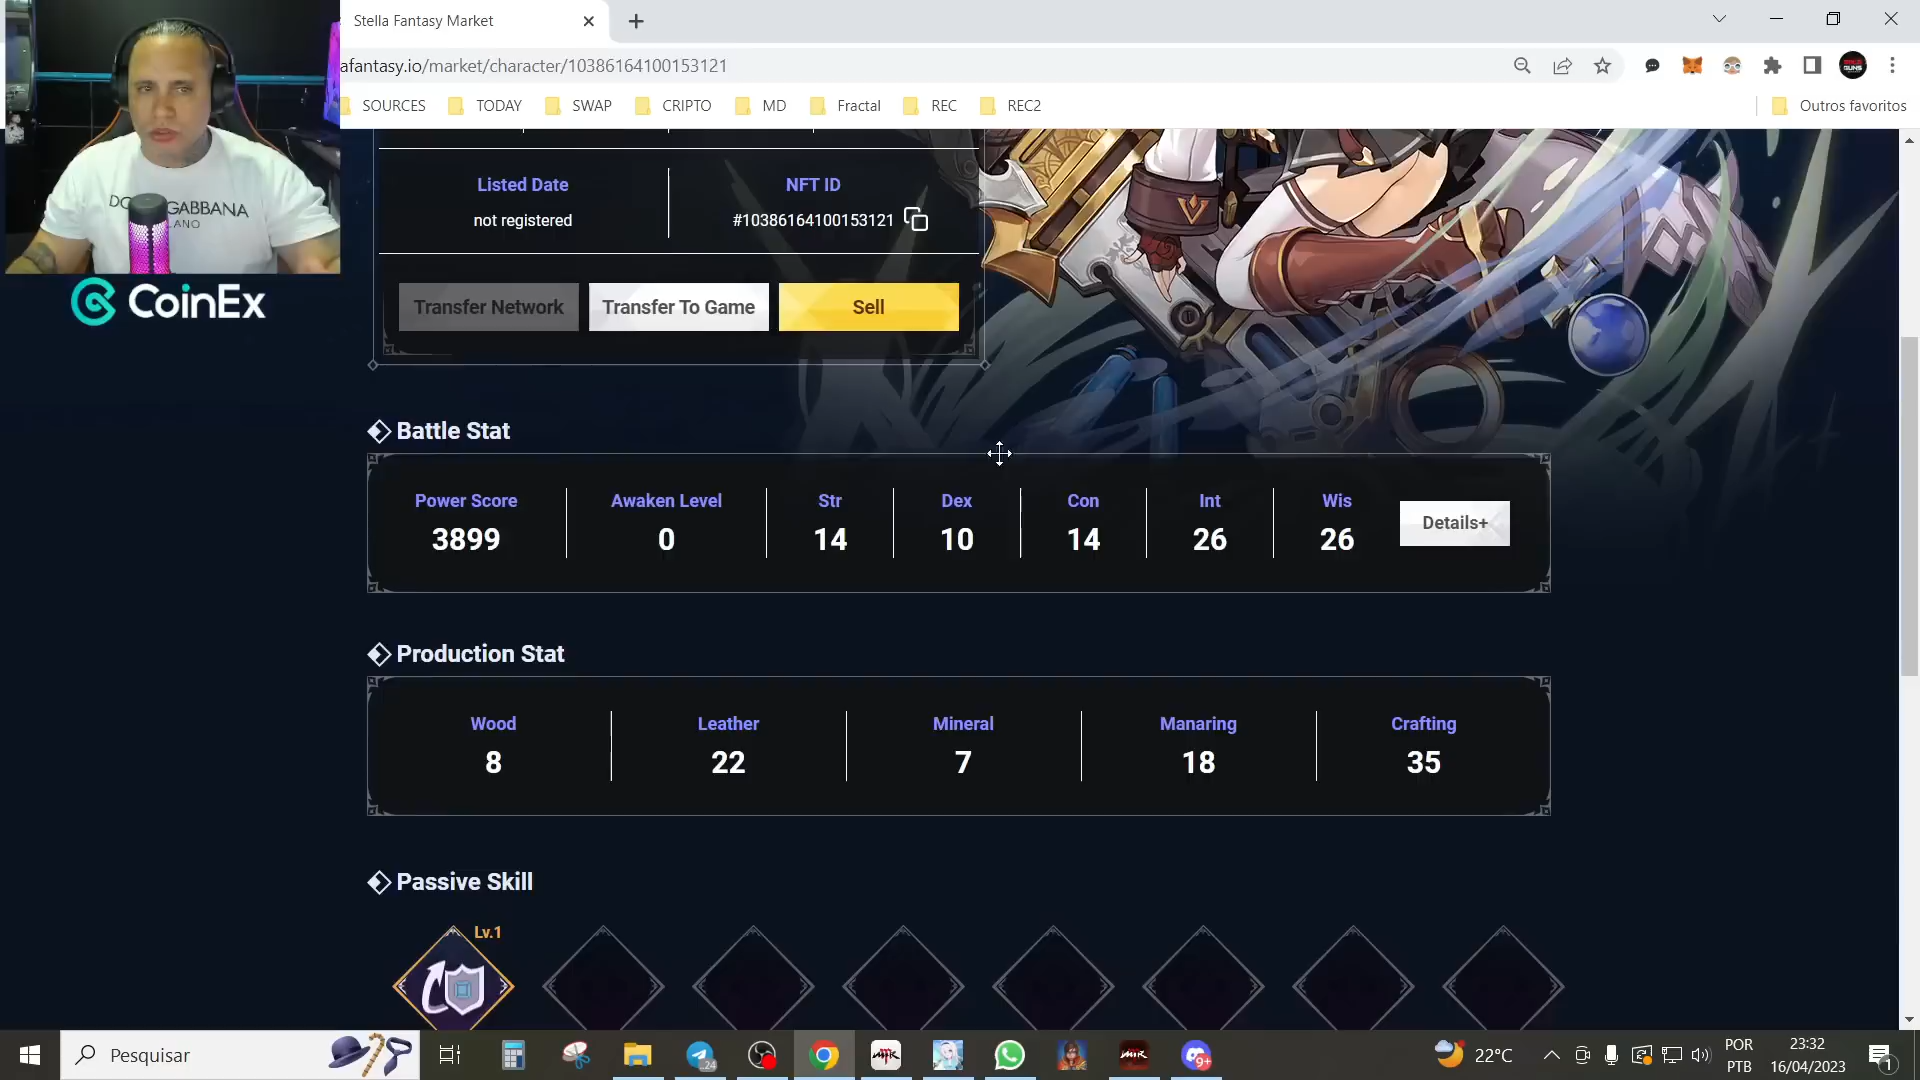 Stella Fantasy Market
afantasy.io/market/character/10386164100153121
SOURCES TODAY SWAP CRIPTO MD Fractal REC REC2 Outros favoritos
Listed Date NFT ID
not registered #10386164100153121
Transfer Network Transfer To Game Sell
GABBANA
CoinEx
Battle Stat
Power Score Awaken Level Str Dex Con Int Wis
3899 0 14 10 14 26 26
Details+
Production Stat
Wood Leather Mineral Manaring Crafting
8 22 7 18 35
Passive Skill
Lv.1
Pesquisar
24
9+
22°C
POR
PTB
23:32
16/04/2023
1